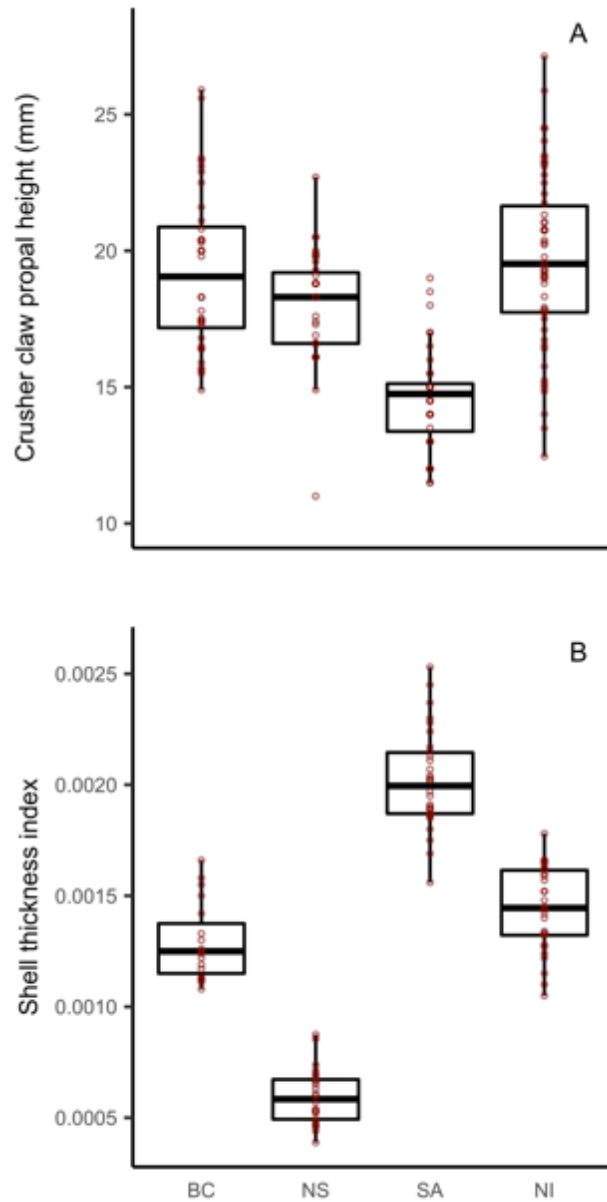 A
Crusher claw propal height (mm)
25
20
15
10
B
Shell thickness index
0.0025
0.0020
0.0015
0.0010
0.0005
BC NS SA NI